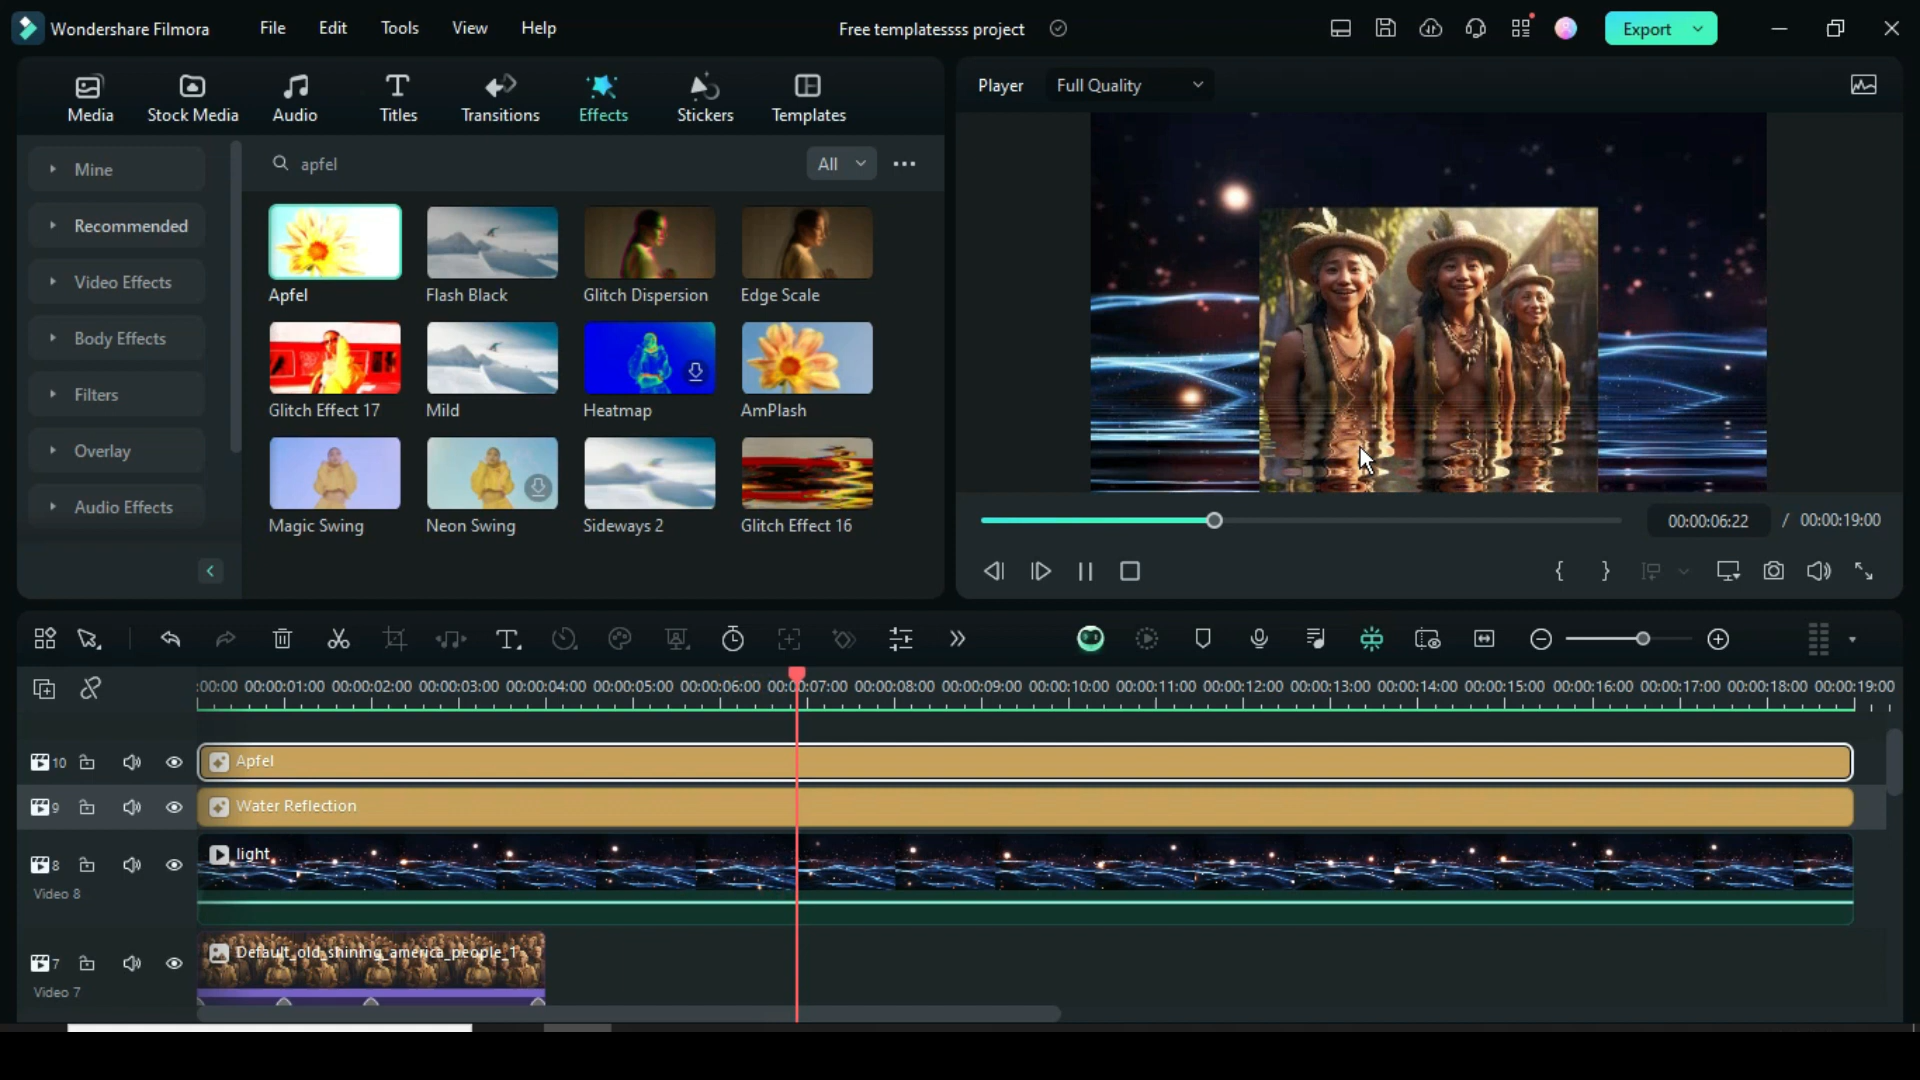 Wondershare Filmora
File
Edit
Tools
View
Help
Free templatessss project
Export
Media
Stock Media
Audio
Titles
Transitions
Effects
Stickers
Templates
Player
Full Quality
Mine
Recommended
Video Effects
Body Effects
Filters
Overlay
Audio Effects
apfel
All
Apfel
Flash Black
Glitch Dispersion
Edge Scale
Glitch Effect 17
Mild
Heatmap
AmPlash
Magic Swing
Neon Swing
Sideways 2
Glitch Effect 16
00:00:06:22 / 00:00:19:00
:00:00 00:00:01:00 00:00:02:00 00:00:03:00 00:00:04:00 00:00:05:00 00:00:06:00 00:00:07:00 00:00:08:00 00:00:09:00 00:00:10:00 00:00:11:00 00:00:12:00 00:00:13:00 00:00:14:00 00:00:15:00 00:00:16:00 00:00:17:00 00:00:18:00 00:00:19:00
10
Apfel
9
Water Reflection
8
light
Video 8
7
Default_old_shining_america_people_1
Video 7